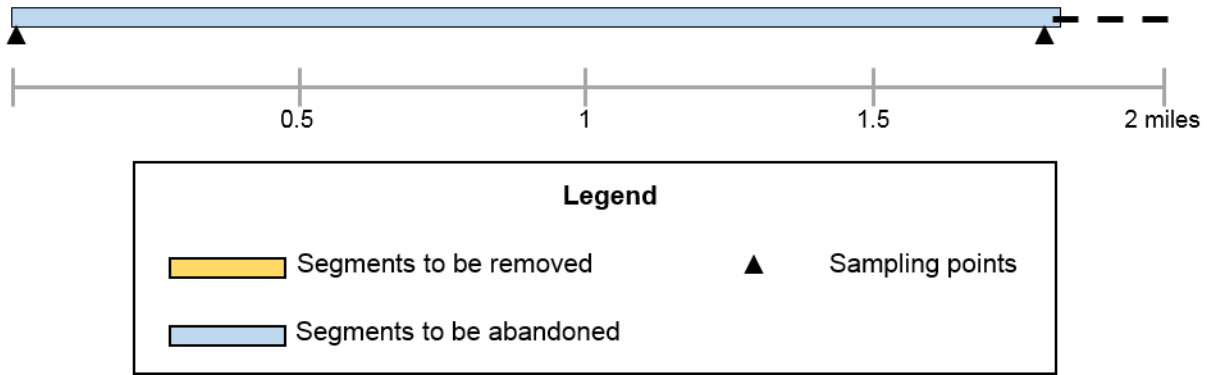 0.5 1 1.5 2 miles
Legend
Segments to be removed Sampling points
Segments to be abandoned